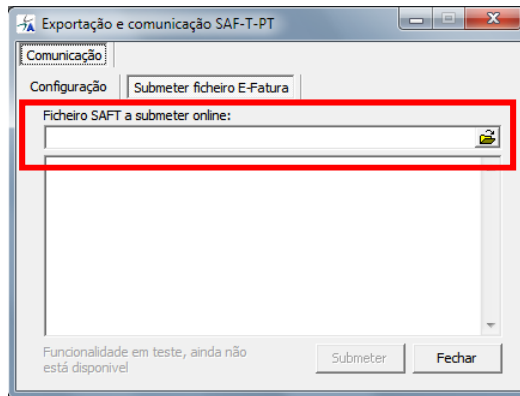 Exportação e comunicação SAF-T-PT
Comunicação
Configuração
Submeter ficheiro E-Fatura
Ficheiro SAFT a submeter online:
Funcionalidade em teste, ainda não
está disponivel
Submeter
Fechar